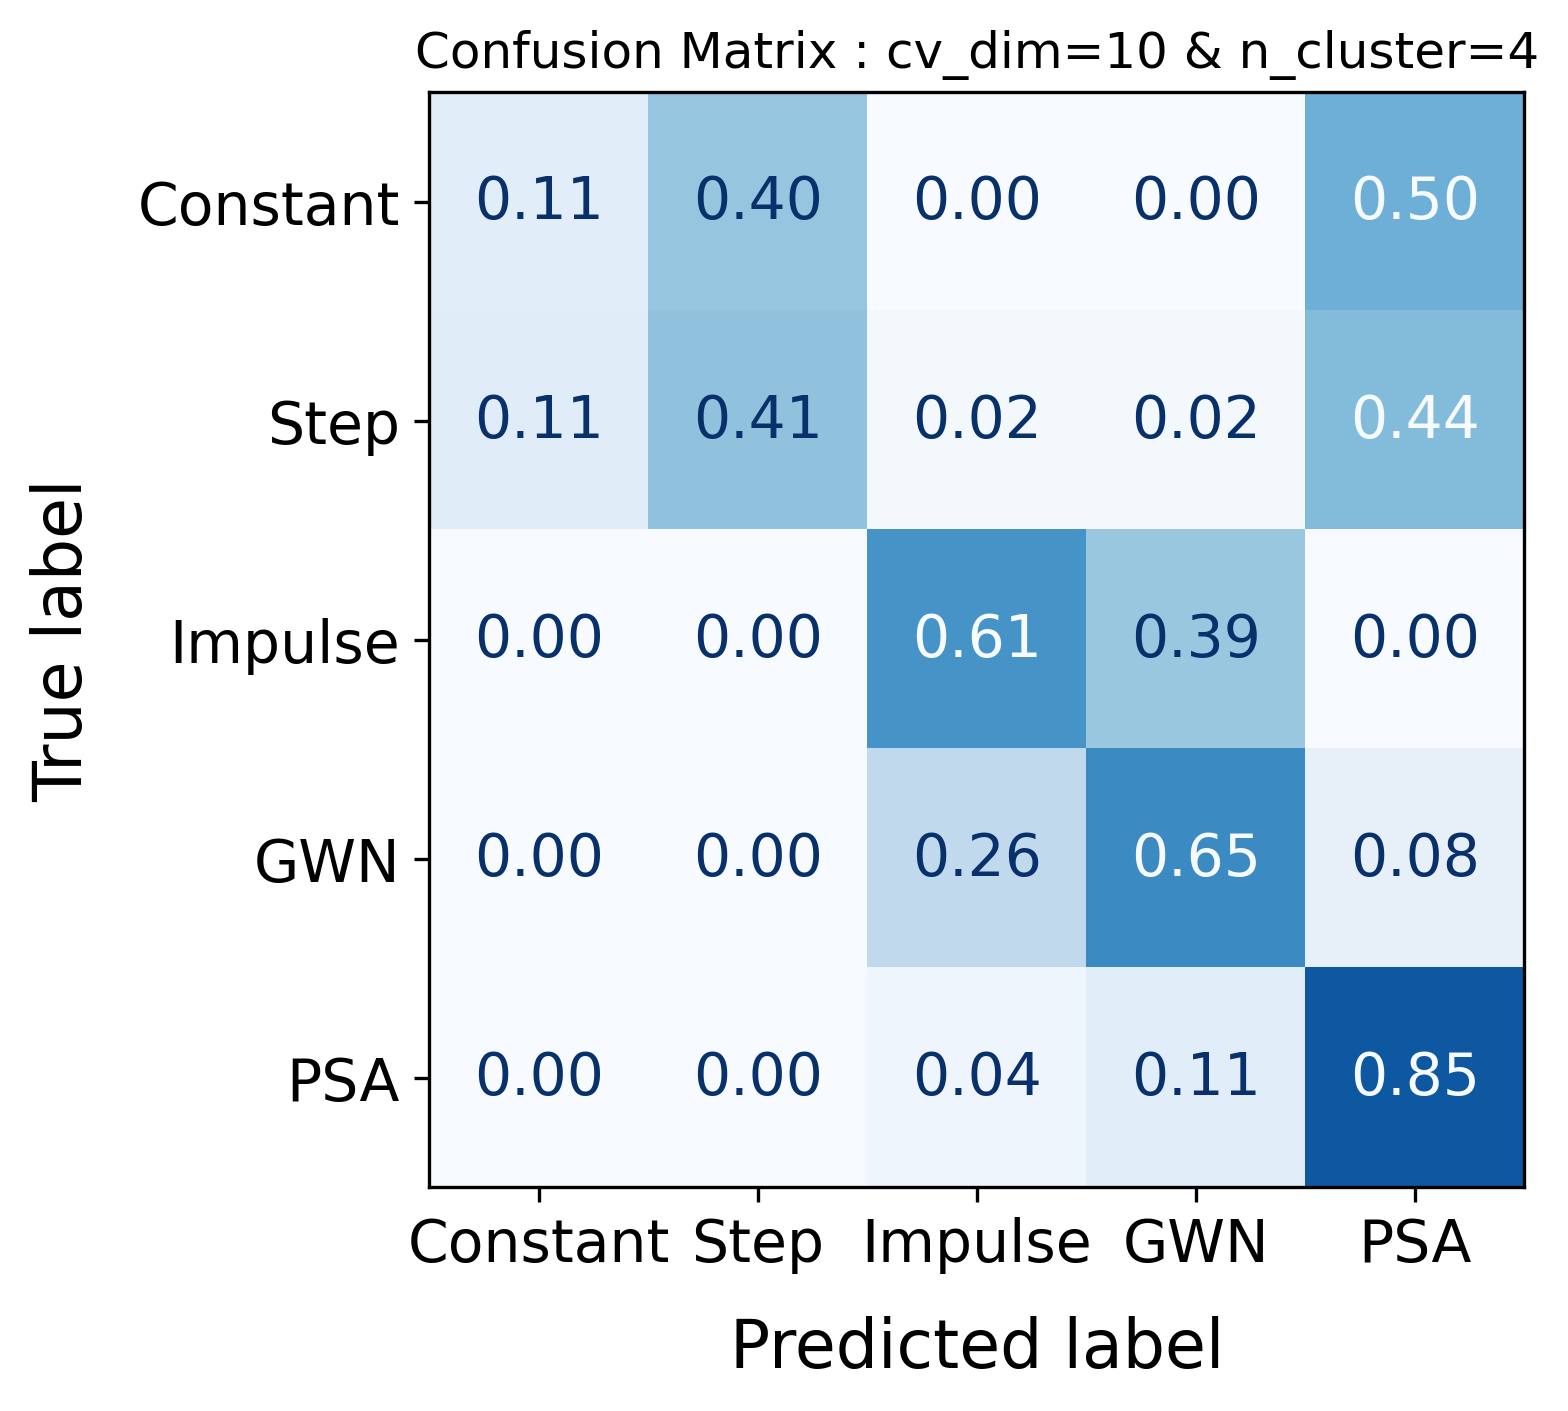 Confusion Matrix : cv_dim=10 & n_cluster=4
True label
Constant 0.11 0.40 0.00 0.00 0.50
Step 0.11 0.41 0.02 0.02 0.44
Impulse 0.00 0.00 0.61 0.39 0.00
GWN 0.00 0.00 0.26 0.65 0.08
PSA 0.00 0.00 0.04 0.11 0.85
Constant Step Impulse GWN PSA
Predicted label